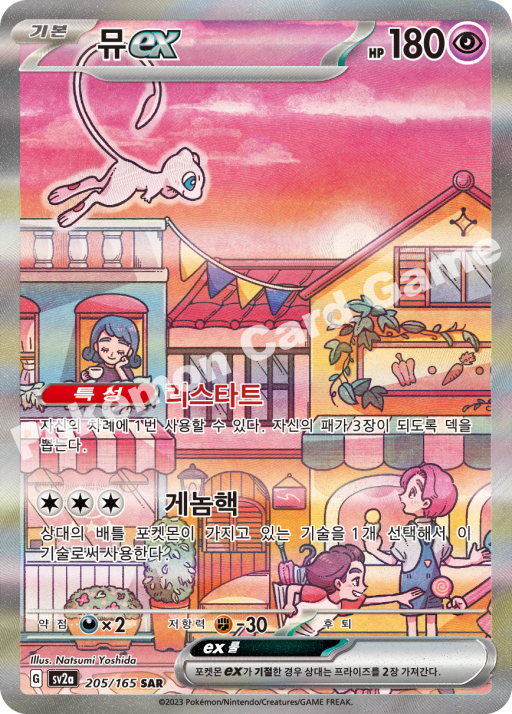 기본 뮤 ex HP 180
특성 리스타트
자신의 차례에 1번 사용할 수 있다. 자신의 패가 3장이 되도록 덱을
뽑는다.
게놈핵
상대의 배틀 포켓몬이 가지고 있는 기술을 1개 선택해서 이
기술로써 사용한다.
약점 ×2 저항력 -30 후퇴
Illus. Natsumi Yoshida
ex 룰
포켓몬 ex가 기절한 경우 상대는 프라이즈를 2장 가져간다.
G sv2a 205/165 SAR
©2023 Pokémon/Nintendo/Creatures/GAME FREAK.
Pokémon Card Game